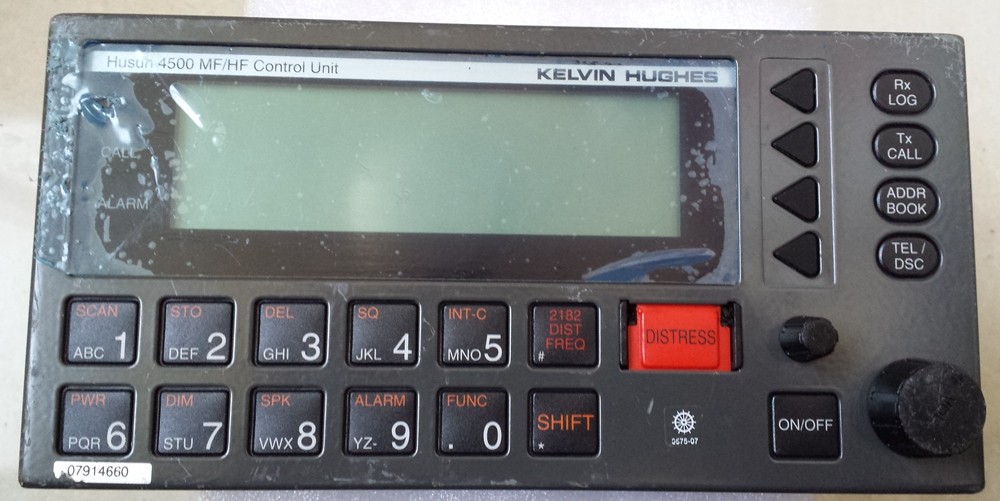 Husun 4500 MF/HF Control Unit
KELVIN HUGHES
CALL
ALARM
Rx
LOG
Tx
CALL
ADDR
BOOK
TEL /
DSC
SCAN
ABC 1
STO
DEF 2
DEL
GHI 3
SQ
JKL 4
INT-C
MNO 5
2182
DIST
FREQ
#
DISTRESS
PWR
PQR 6
DIM
STU 7
SPK
VWX 8
ALARM
YZ- 9
FUNC
. 0
SHIFT
*
0575-07
ON/OFF
07914660